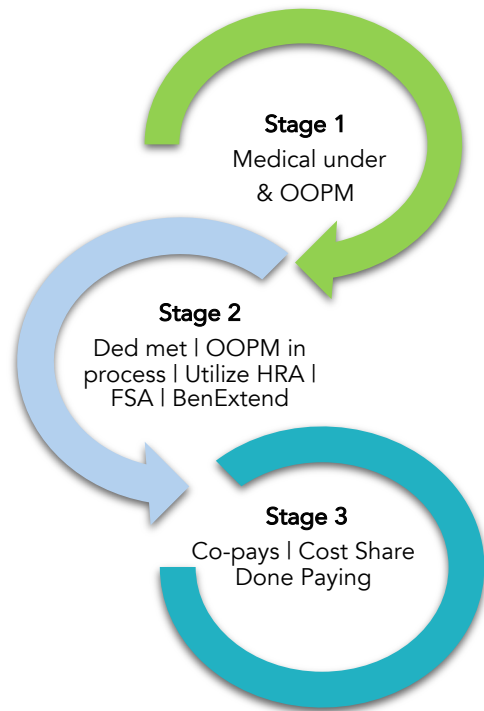 Stage 1
Medical under
& OOPM
Stage 2
Ded met | OOPM in
process | Utilize HRA |
FSA | BenExtend
Stage 3
Co-pays | Cost Share
Done Paying